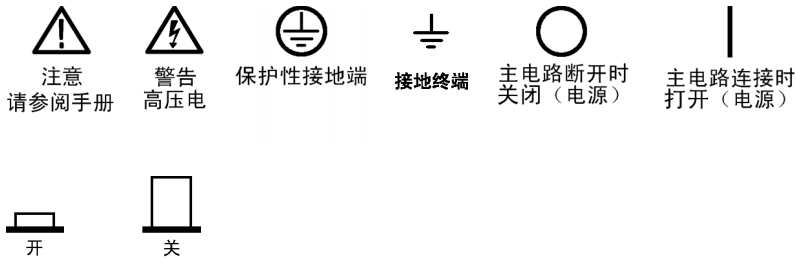 注意
请参阅手册
警告
高压电
保护性接地端
接地终端
主电路断开时
关闭（电源）
主电路连接时
打开（电源）
开
关